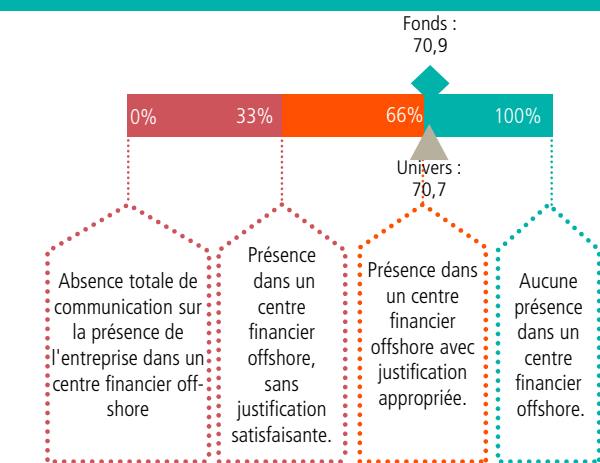 Fonds :
70,9
0%
33%
66%
100%
Univers :
70,7
Absence totale de
communication sur
la présence de
l'entreprise dans un
centre financier off-
shore
Présence
dans un
centre
financier
offshore,
sans
justification
satisfaisante.
Présence dans
un centre
financier
offshore avec
justification
appropriée.
Aucune
présence
dans un
centre
financier
offshore.